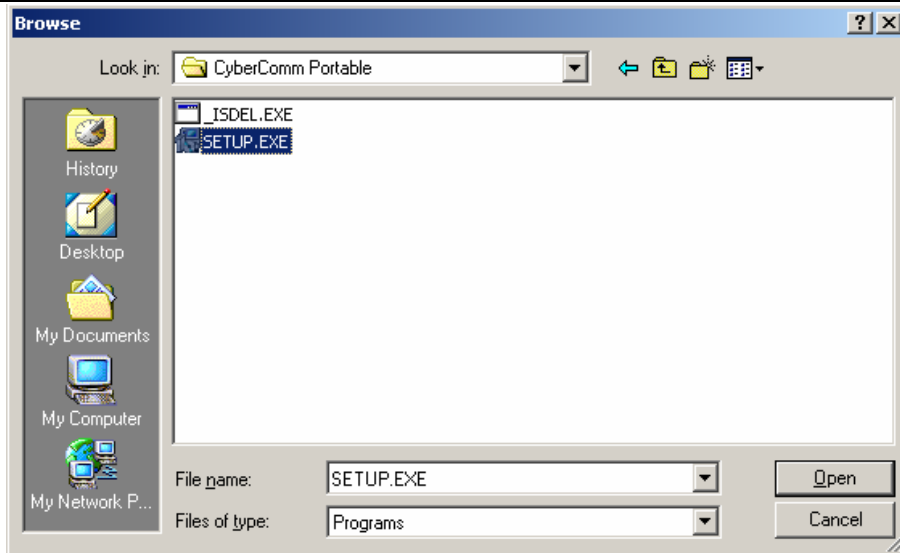 Browse
Look in: CyberComm Portable
_ISDEL.EXE
SETUP.EXE
History
Desktop
My Documents
My Computer
My Network P...
File name: SETUP.EXE Open
Files of type: Programs Cancel